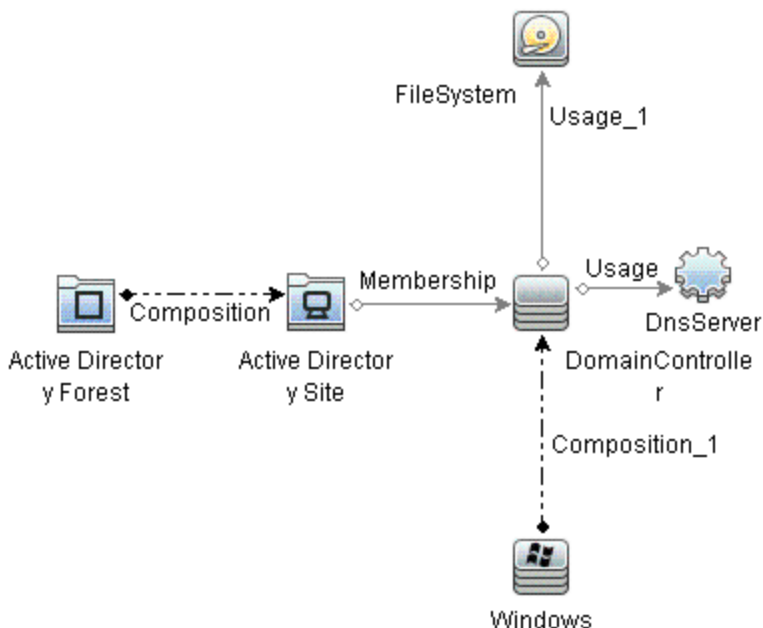 FileSystem
Usage_1
Membership
Usage
Composition
DnsServer
Active Director
y Forest
Active Director
y Site
DomainControlle
r
Composition_1
Windows